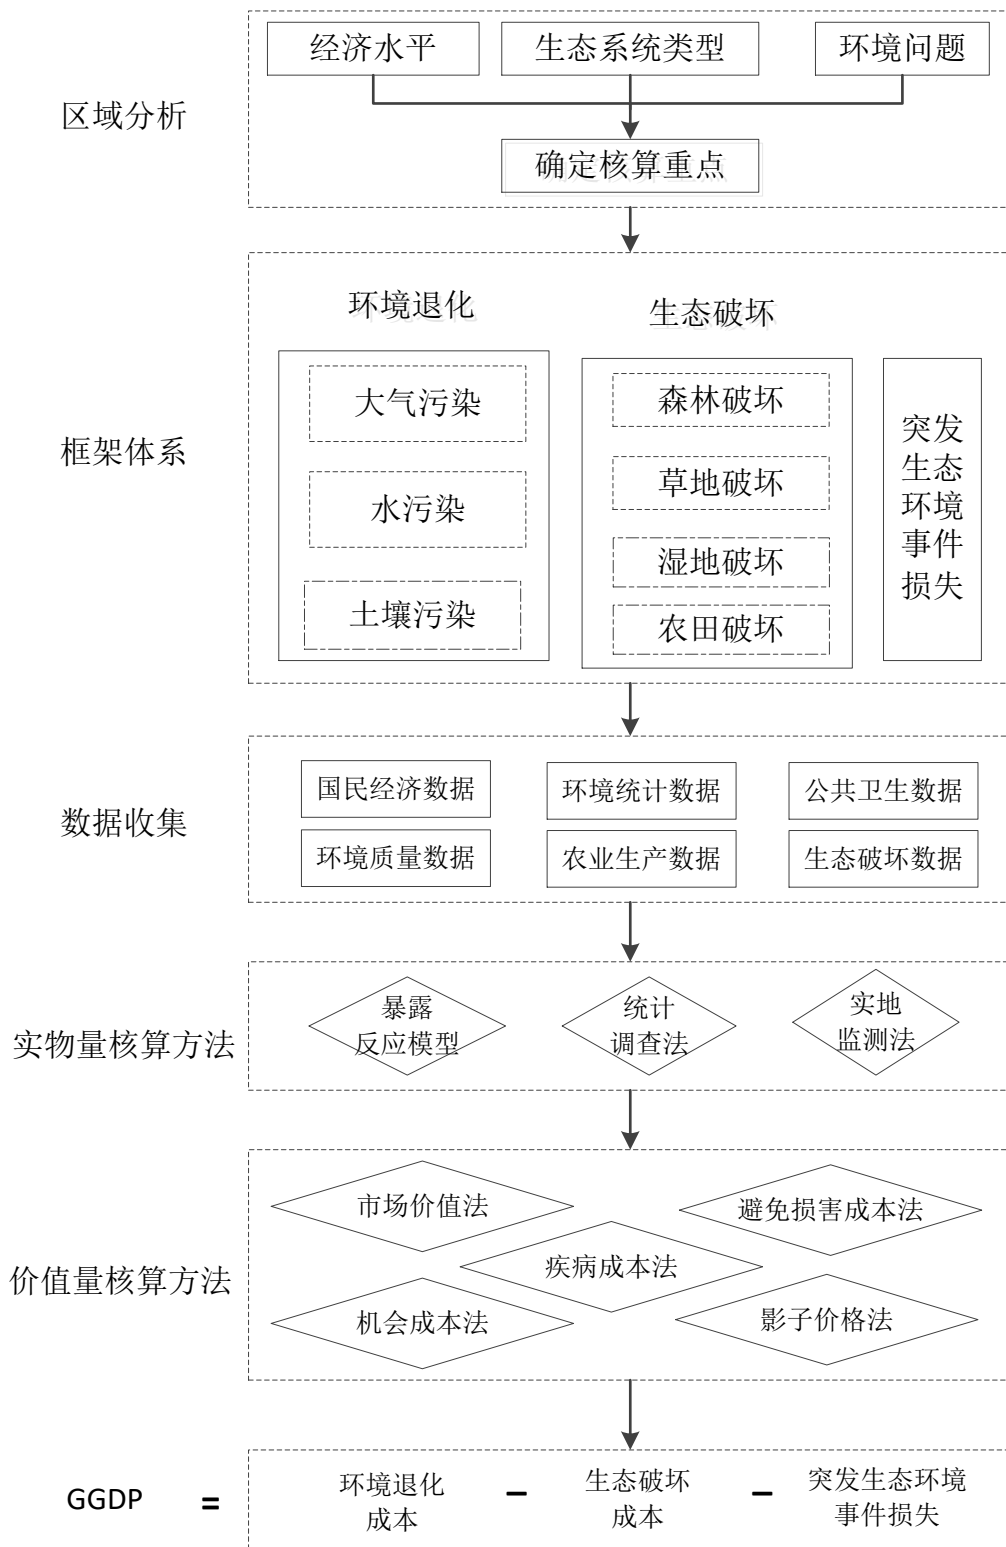 经济水平
生态系统类型
环境问题
区域分析
确定核算重点
环境退化
生态破坏
框架体系
大气污染
水污染
土壤污染
森林破坏
草地破坏
湿地破坏
农田破坏
突发
生态
环境
事件
损失
数据收集
国民经济数据
环境统计数据
公共卫生数据
环境质量数据
农业生产数据
生态破坏数据
实物量核算方法
暴露
反应模型
统计
调查法
实地
监测法
价值量核算方法
市场价值法
避免损害成本法
疾病成本法
机会成本法
影子价格法
GGDP
=
环境退化
成本
−
生态破坏
成本
−
突发生态环境
事件损失